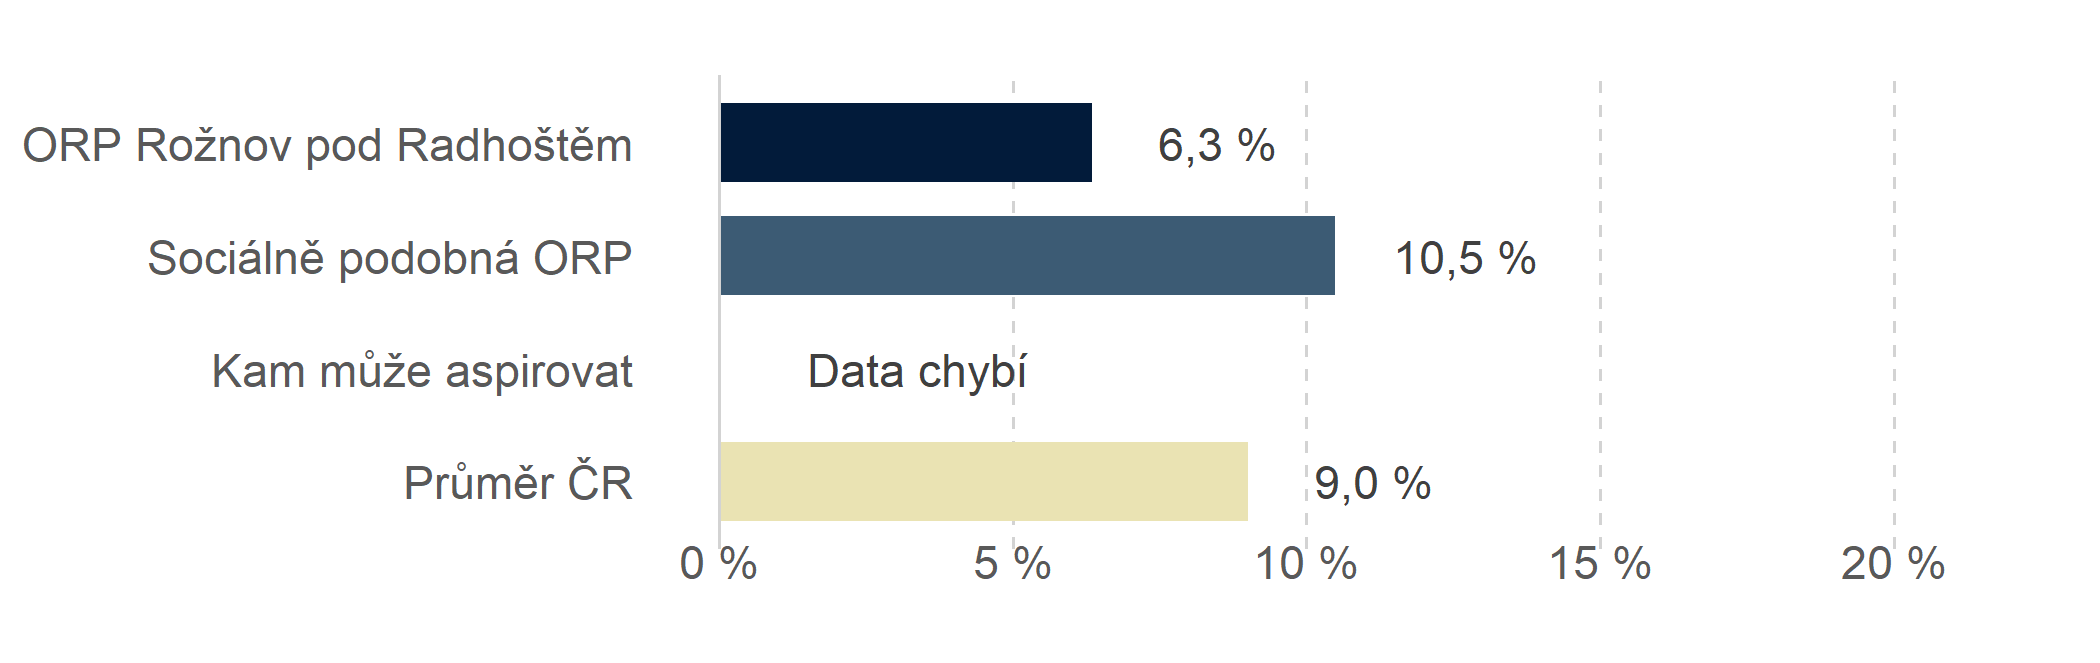 ORP Rožnov pod Radhoštěm 6,3 %
Sociálně podobná ORP 10,5 %
Kam může aspirovat Data chybí
Průměr ČR 9,0 %
0 % 5 % 10 % 15 % 20 %